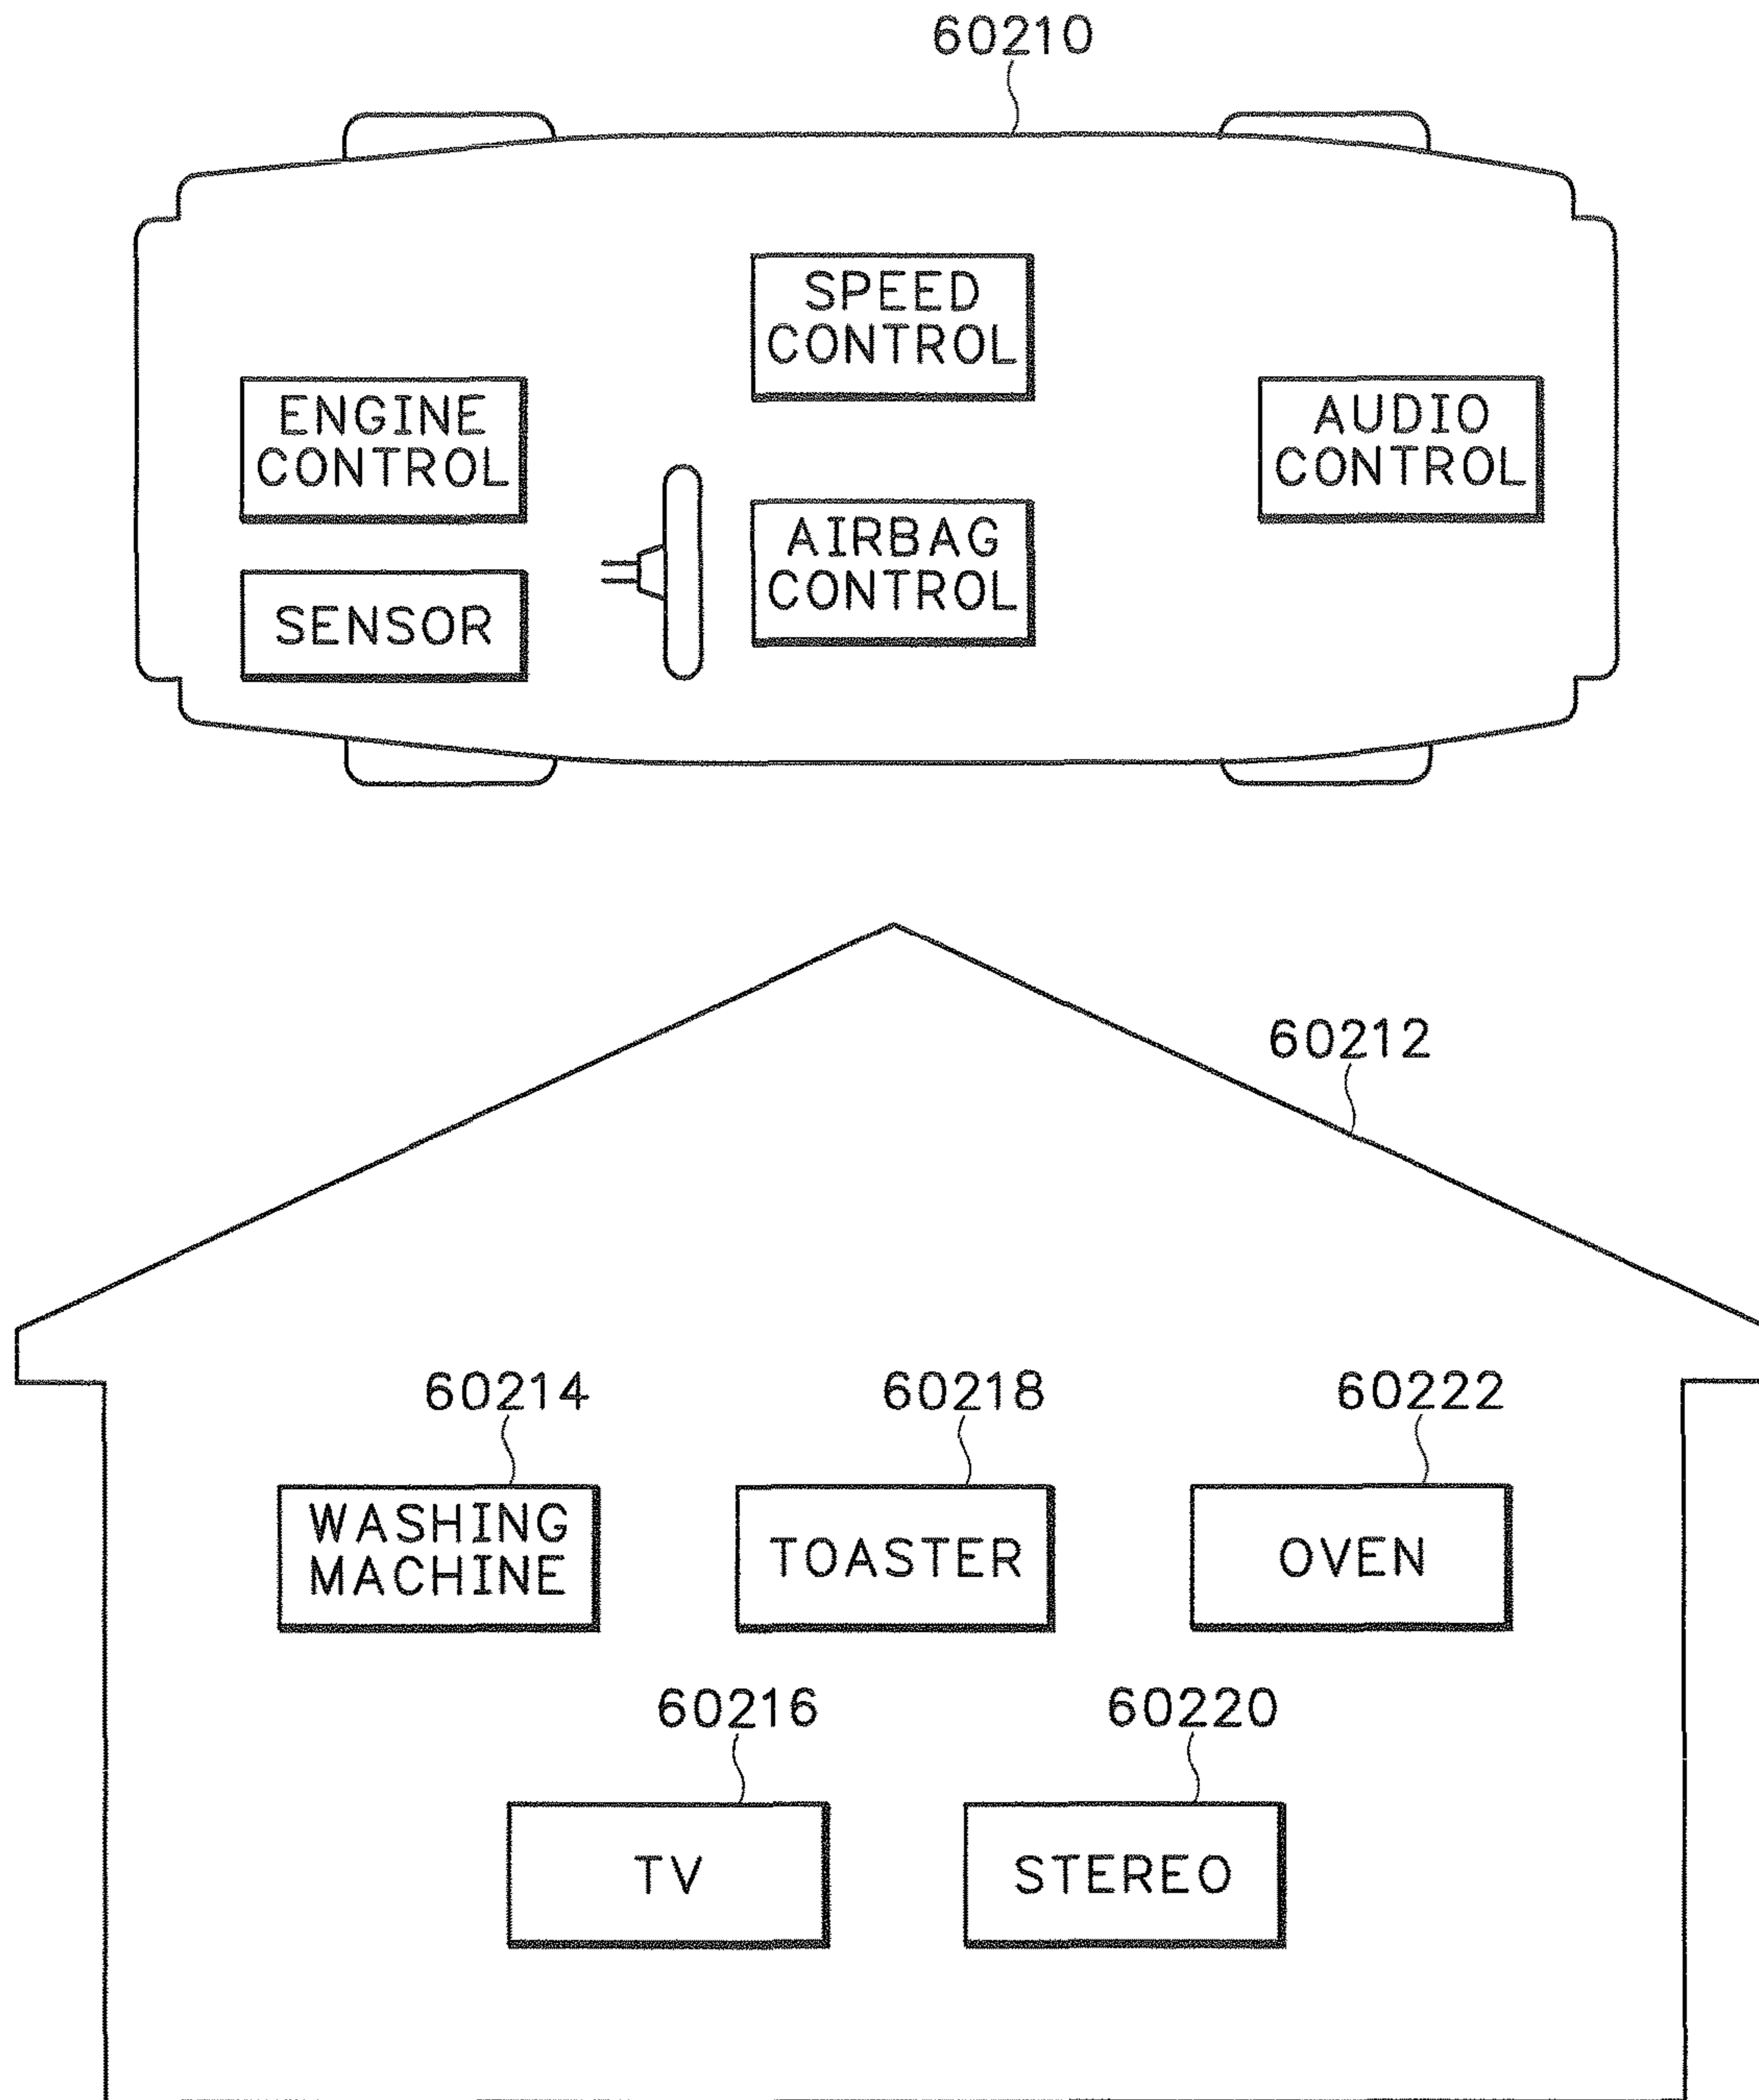 60210
SPEED
CONTROL
ENGINE
CONTROL
AUDIO
CONTROL
AIRBAG
CONTROL
SENSOR
60212
60214
60218
60222
WASHING
MACHINE
TOASTER
OVEN
60216
60220
TV
STEREO